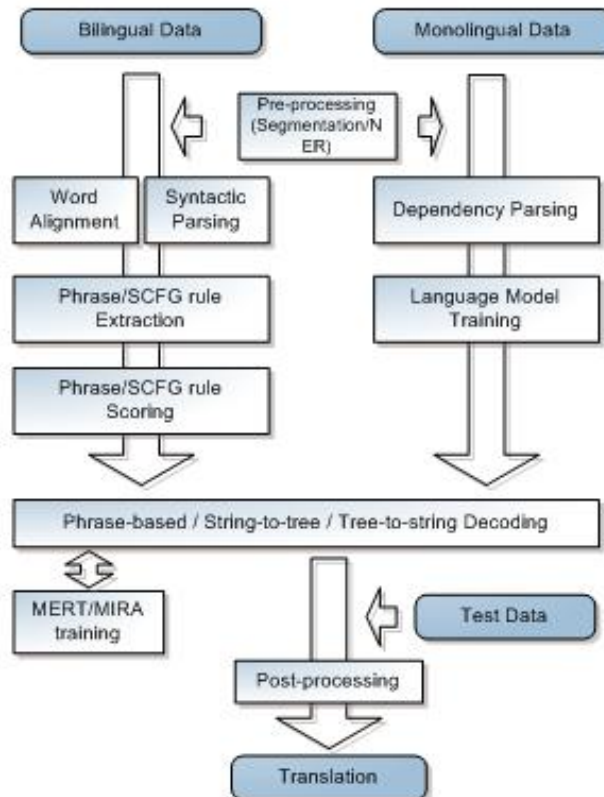 Bilingual Data
Monolingual Data
Pre-processing
(Segmentation/N
ER)
Word
Alignment
Syntactic
Parsing
Dependency Parsing
Phrase/SCFG rule
Extraction
Language Model
Training
Phrase/SCFG rule
Scoring
Phrase-based / String-to-tree / Tree-to-string Decoding
MERT/MIRA
training
Test Data
Post-processing
Translation